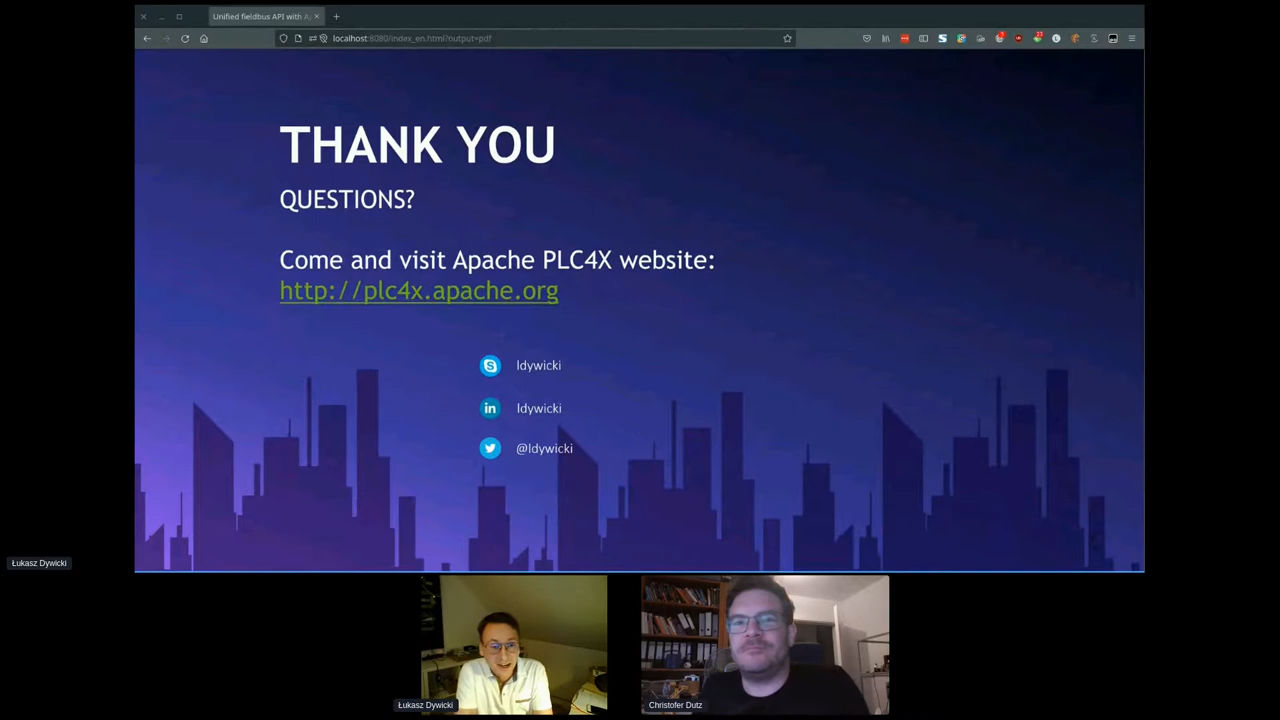 Unified fieldbus API with Ap
localhost:8080/index_en.html?output=pdf
THANK YOU
QUESTIONS?
Come and visit Apache PLC4X website:
http://plc4x.apache.org
ldywicki
ldywicki
@ldywicki
Łukasz Dywicki
Łukasz Dywicki
Christofer Dutz